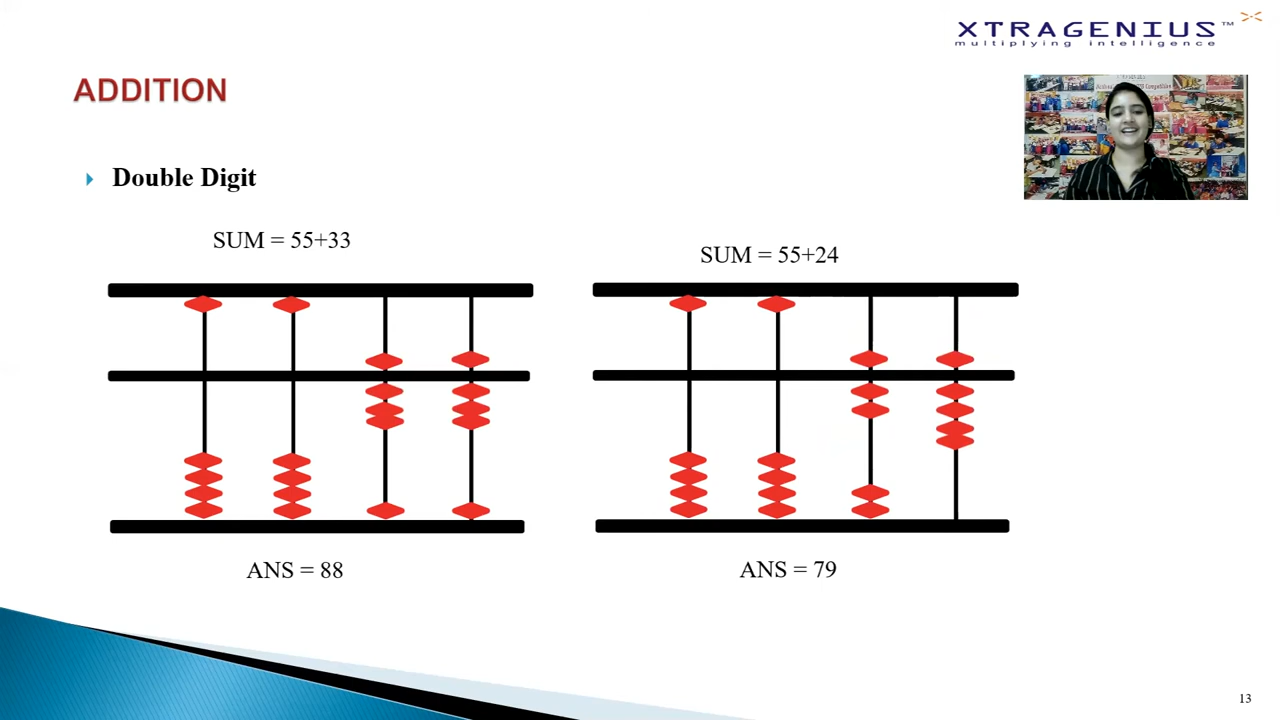 XTRAGENIUS™
multiplying intelligence
ADDITION
Double Digit
SUM = 55+33
SUM = 55+24
ANS = 88
ANS = 79
13